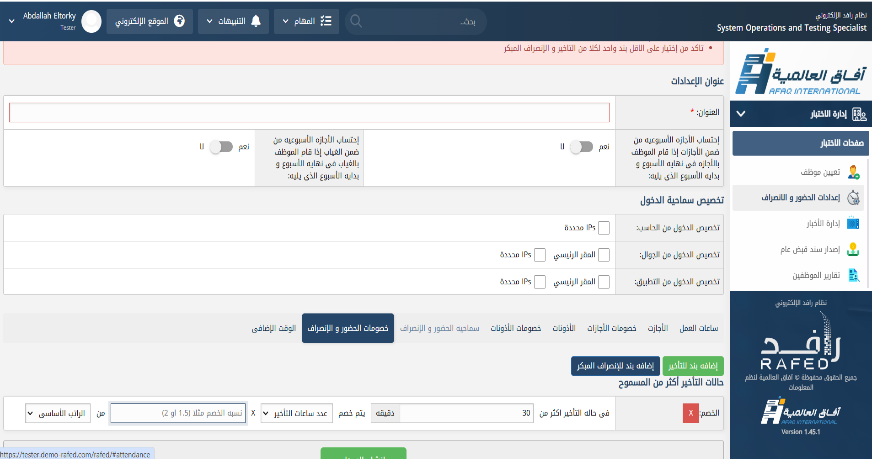 نظام رافد الإلكتروني
System Operations and Testing Specialist
بحث...
المهام
التنبيهات
الموقع الإلكتروني
Abdallah Eltorky
Tester
تاكد من إختيار على الاقل بند واحد لكلا من التاخير و الإنصراف المبكر
آفاق العالمية
AFAQ INTERNATIONAL
إدارة الاختبار
صفحات الاختبار
تعيين موظف
إعدادات الحضور و الانصراف
إدارة الأخبار
إصدار سند قبض عام
تقارير الموظفين
نظام رافد الإلكتروني
رافد
RAFED
جميع الحقوق محفوظة © آفاق العالمية لنظم
المعلومات
آفاق العالمية
AFAQ INTERNATIONAL
Version 1.45.1
عنوان الإعدادات
العنوان: *
إحتساب الأجازه الأسبوعيه من
ضمن الأجازات إذا قام الموظف
بالأجازه فى نهايه الأسبوع و
بدايه الأسبوع الذى يليه:
نعم
لا
إحتساب الأجازه الأسبوعيه من
ضمن الغياب إذا قام الموظف
بالغياب فى نهايه الأسبوع و
بدايه الأسبوع الذى يليه:
نعم
لا
تخصيص سماحية الدخول
تخصيص الدخول من الحاسب:
IPs محددة
تخصيص الدخول من الجوال:
المقر الرئيسي
IPs محددة
تخصيص الدخول من التطبيق:
المقر الرئيسي
IPs محددة
ساعات العمل
الأجازت
خصومات الأجازات
الأذونات
خصومات الأذونات
سماحيه الحضور و الإنصراف
خصومات الحضور و الإنصراف
الوقت الإضافى
إضافه بند للتأخير
إضافه بند للإنصراف المبكر
حالات التأخير أكثر من المسموح
الخصم:
X
فى حاله التأخير اكثر من
30
دقيقه
يتم خصم
عدد ساعات التأخير
X
نسبه الخصم مثلا (1.5 او 2)
من
الراتب الأساسى
https://tester.demo-rafed.com/rafed/#attendance